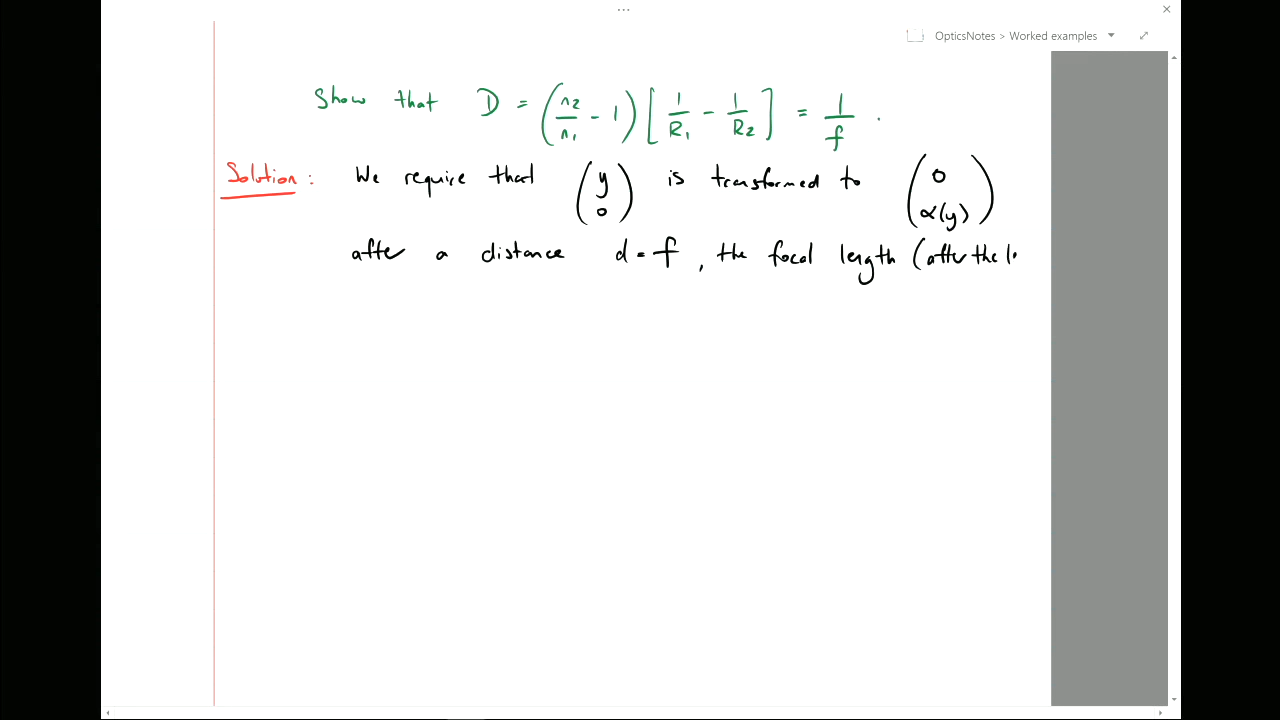 OpticsNotes > Worked examples
Show that D = (n₂/n₁ - 1) [1/R₁ - 1/R₂] = 1/f .
Solution: We require that (y 0) is transformed to (0 α(y))
after a distance d = f , the focal length (after the